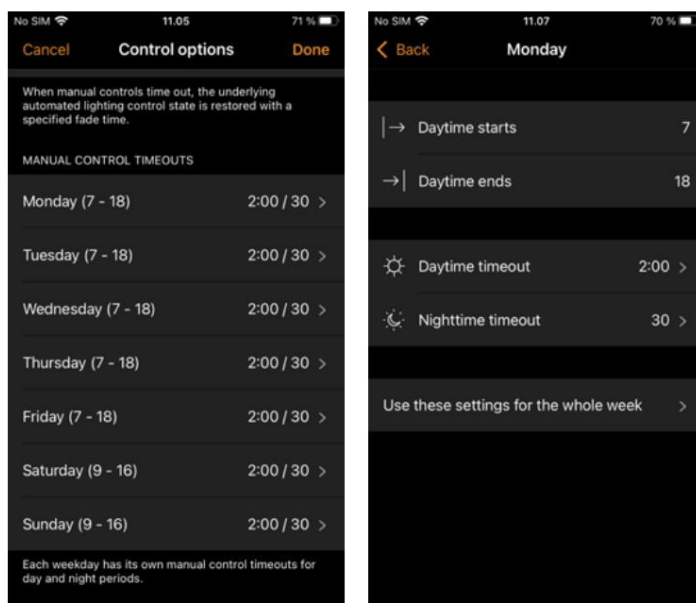 No SIM 11.05 71 %
Cancel Control options Done
When manual controls time out, the underlying
automated lighting control state is restored with a
specified fade time.
MANUAL CONTROL TIMEOUTS
Monday (7 - 18) 2:00 / 30 >
Tuesday (7 - 18) 2:00 / 30 >
Wednesday (7 - 18) 2:00 / 30 >
Thursday (7 - 18) 2:00 / 30 >
Friday (7 - 18) 2:00 / 30 >
Saturday (9 - 16) 2:00 / 30 >
Sunday (9 - 16) 2:00 / 30 >
Each weekday has its own manual control timeouts for
day and night periods.
No SIM 11.07 70 %
Back Monday
Daytime starts 7
Daytime ends 18
Daytime timeout 2:00 >
Nighttime timeout 30 >
Use these settings for the whole week >